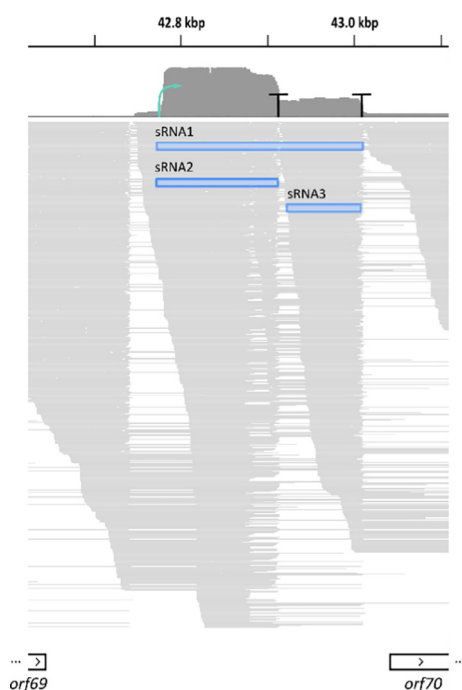 42.8 kbp 43.0 kbp
sRNA1
sRNA2
sRNA3
... ...
orf69 orf70